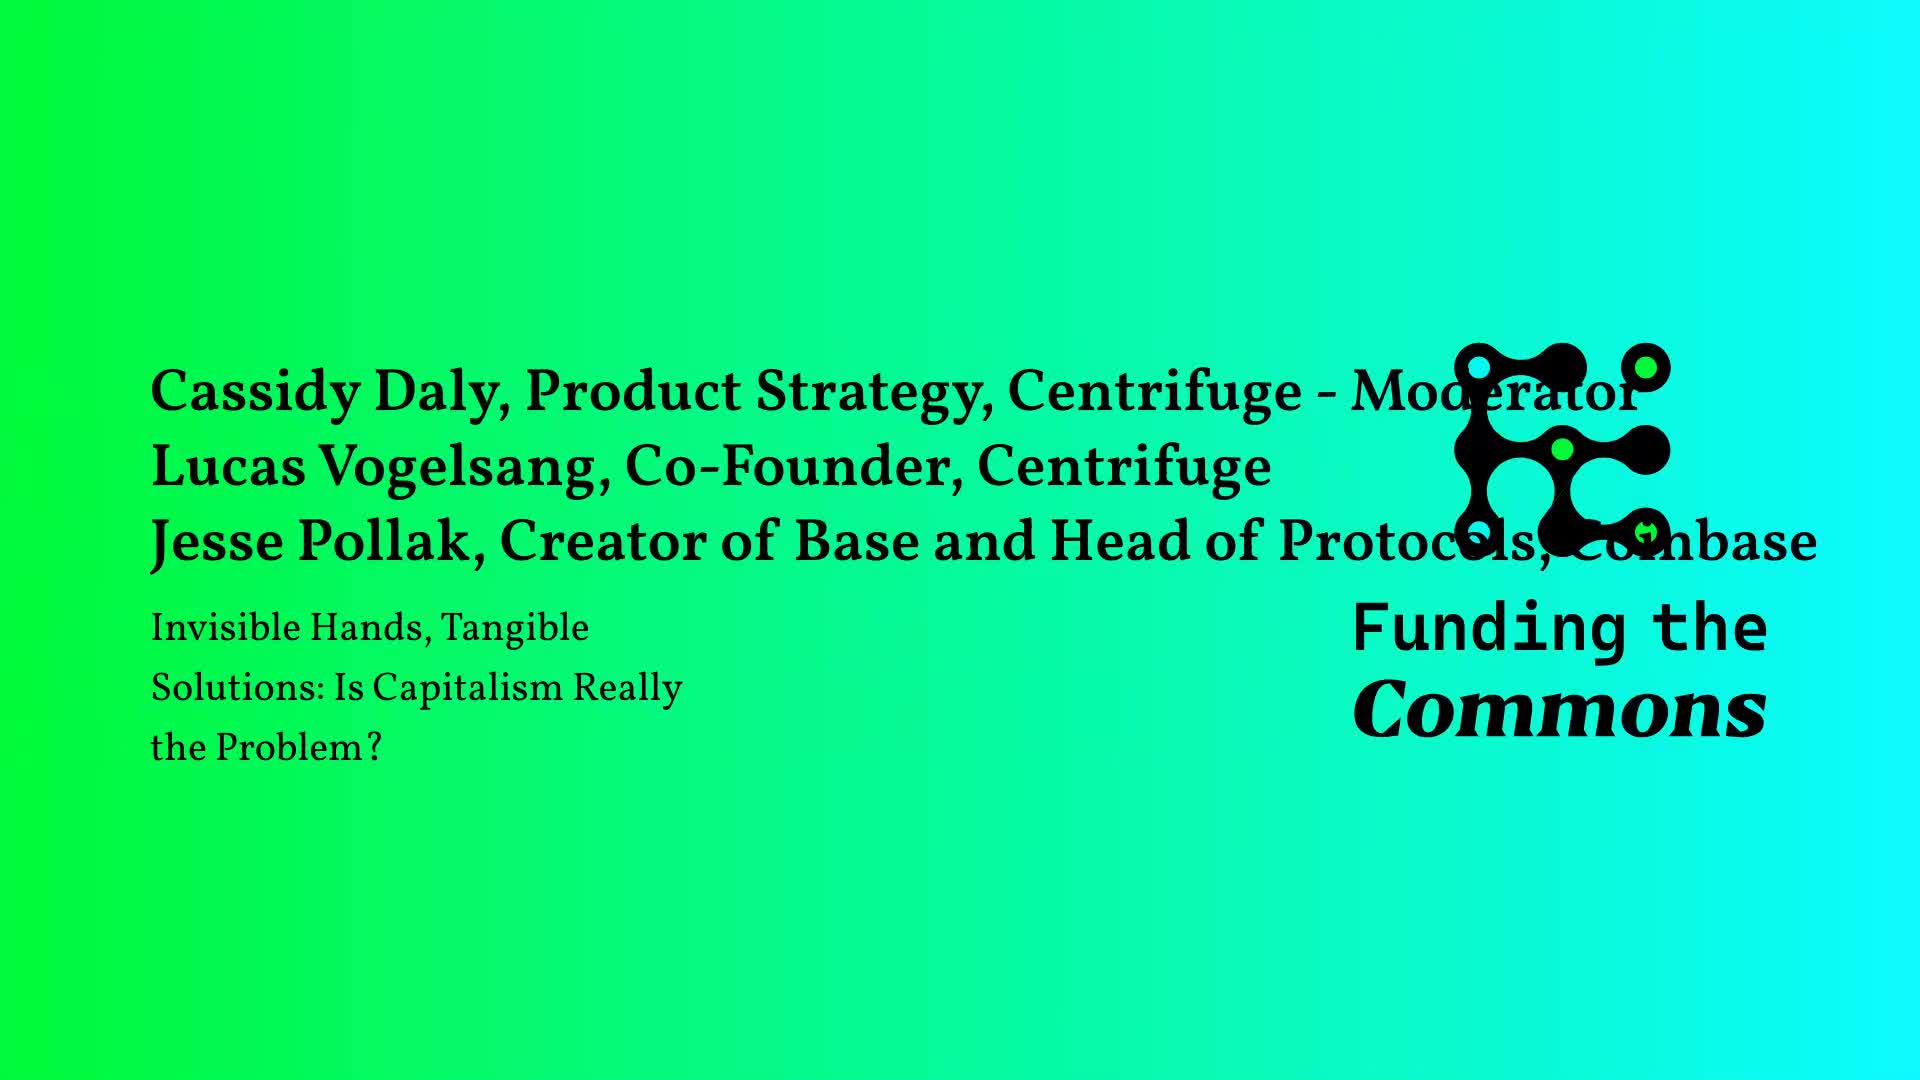 Cassidy Daly, Product Strategy, Centrifuge - Moderator
Lucas Vogelsang, Co-Founder, Centrifuge
Jesse Pollak, Creator of Base and Head of Protocols, Coinbase
Invisible Hands, Tangible
Solutions: Is Capitalism Really
the Problem?
Funding the
Commons